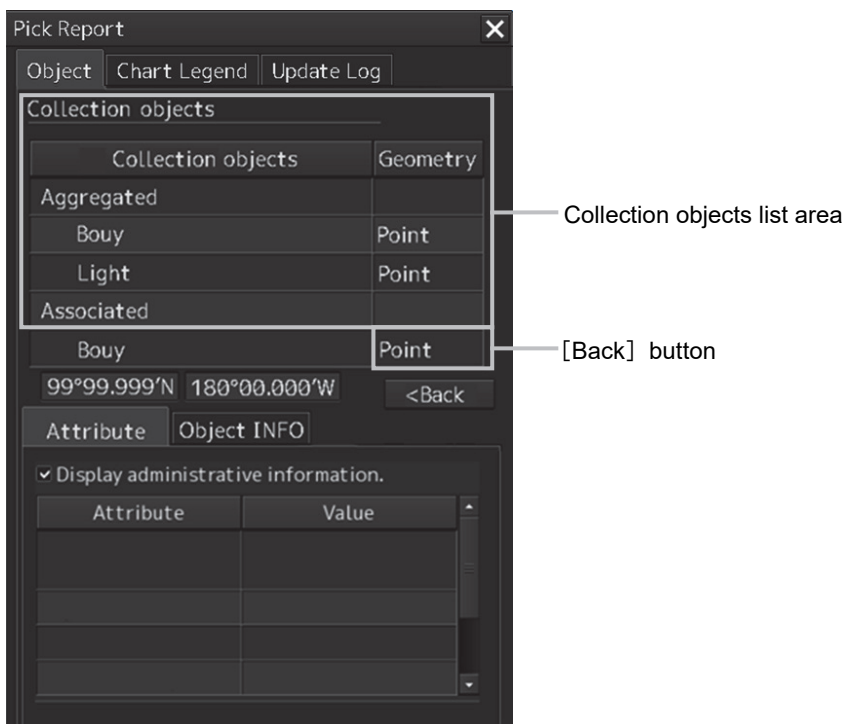 Pick Report
Object Chart Legend Update Log
Collection objects
Collection objects Geometry
Aggregated
Bouy Point
Light Point
Associated
Bouy Point
99°99.999′N 180°00.000′W <Back
Attribute Object INFO
Display administrative information.
Attribute Value
Collection objects list area
［Back］ button